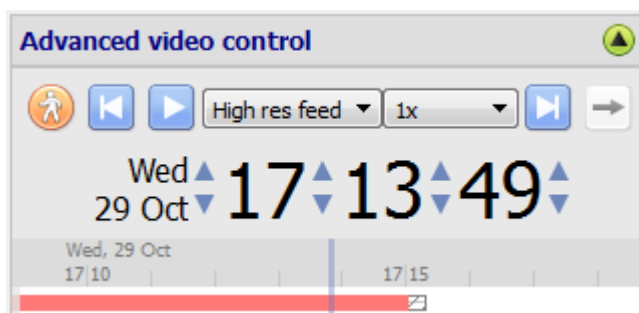 Advanced video control
High res feed 1x
Wed
29 Oct 17 13 49
Wed, 29 Oct
17 10 17 15